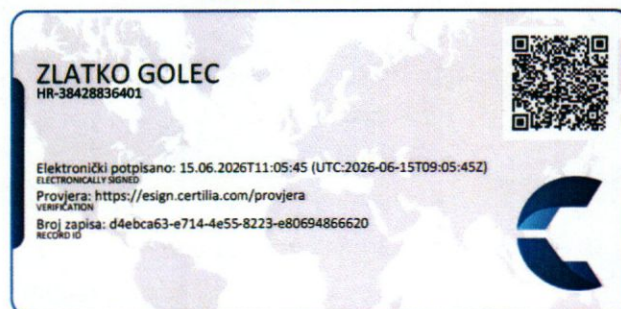 ZLATKO GOLEC
HR-38428836401
Elektronički potpisano: 15.06.2026T11:05:45 (UTC:2026-06-15T09:05:45Z)
ELECTRONICALLY SIGNED
Provjera: https://esign.certilia.com/provjera
VERIFICATION
Broj zapisa: d4ebca63-e714-4e55-8223-e80694866620
RECORD ID